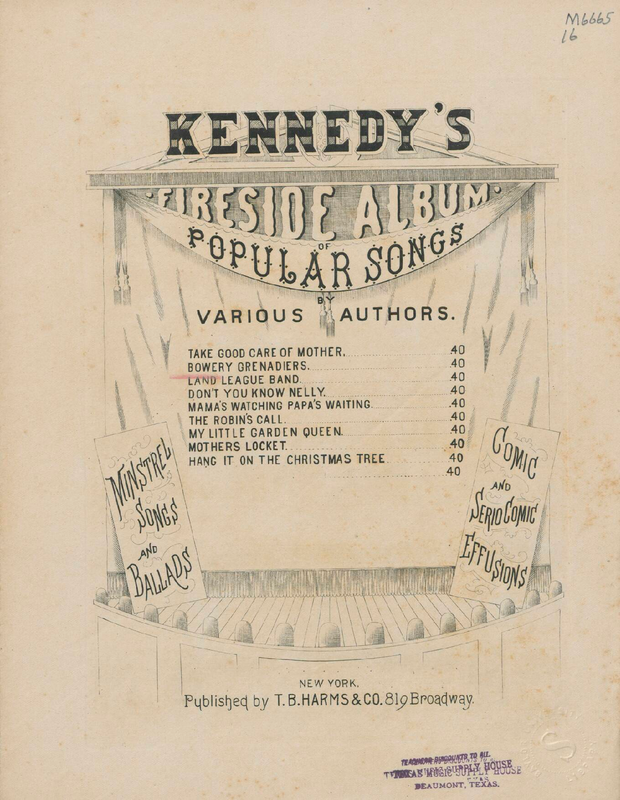 M6665
16
KENNEDY'S
FIRESIDE ALBUM
OF
POPULAR SONGS
BY
VARIOUS AUTHORS.
TAKE GOOD CARE OF MOTHER. .40
BOWERY GRENADIERS. .40
LAND LEAGUE BAND. .40
DON'T YOU KNOW NELLY. .40
MAMA'S WATCHING PAPA'S WAITING. .40
THE ROBIN'S CALL. .40
MY LITTLE GARDEN QUEEN. .40
MOTHERS LOCKET. .40
HANG IT ON THE CHRISTMAS TREE .40
.40
MINSTREL
SONGS
AND
BALLADS
COMIC
AND
SERIO COMIC
EFFUSIONS
NEW YORK.
Published by T. B. HARMS & CO. 819 Broadway.
DISCOUNTS TO ALL
TEXAS MUSIC SUPPLY HOUSE
BEAUMONT, TEXAS.